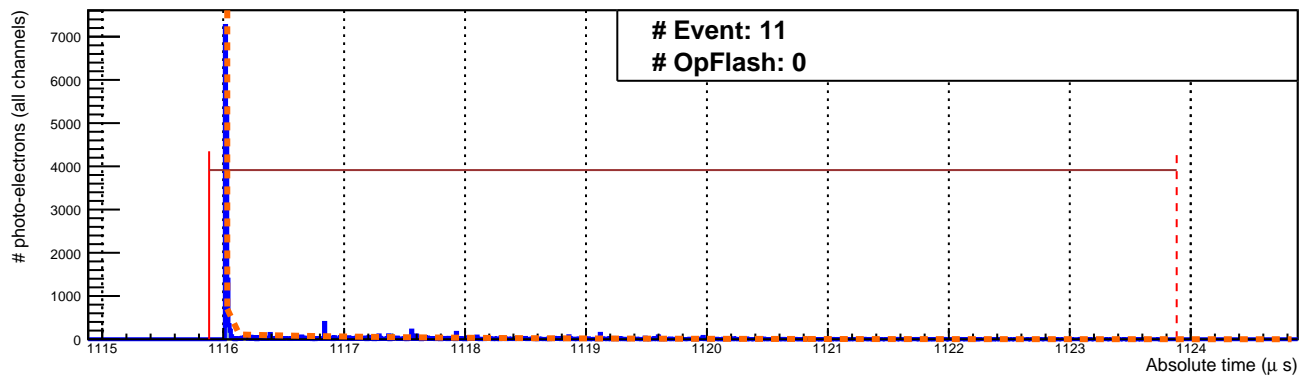 # Event: 11
# OpFlash: 0
# photo-electrons (all channels)
7000
6000
5000
4000
3000
2000
1000
0
1115 1116 1117 1118 1119 1120 1121 1122 1123 1124
Absolute time (μ s)